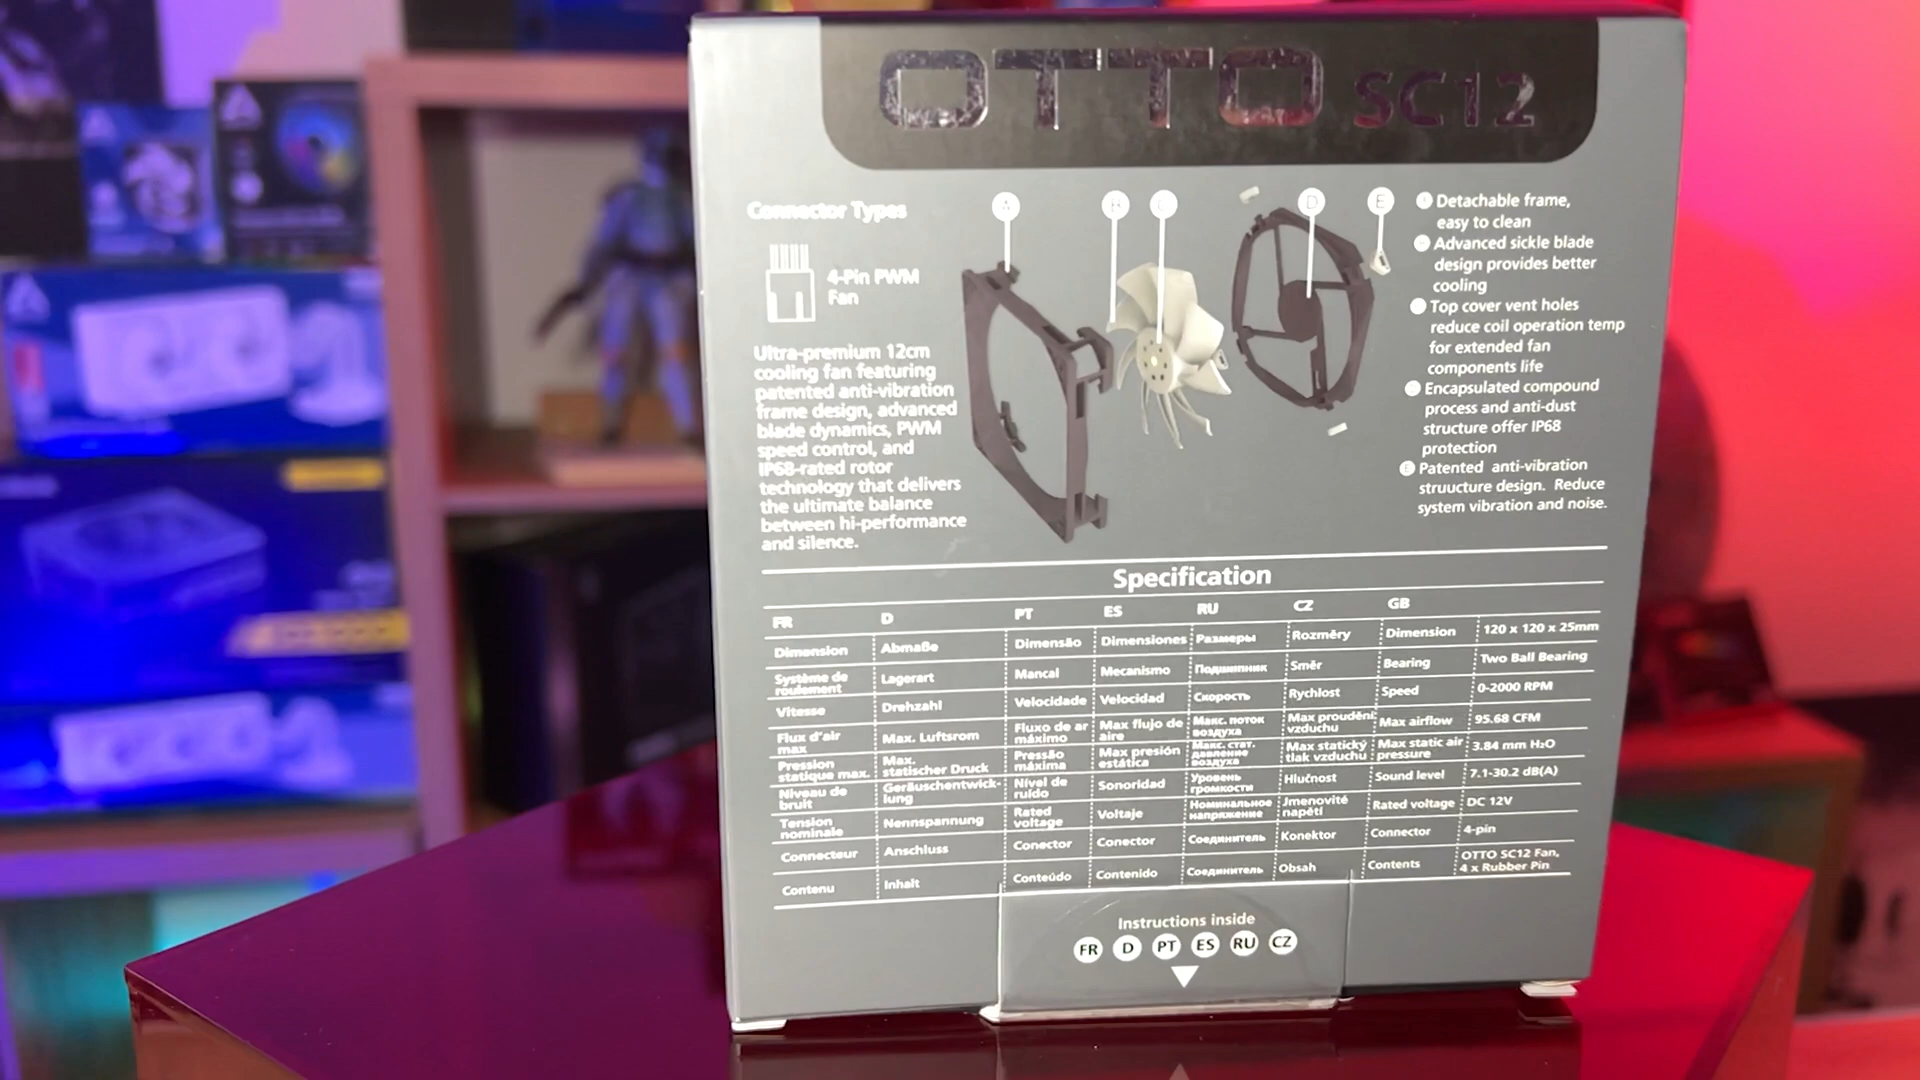 OTTO SC12
Connector Types
4-Pin PWM
Fan
Ultra-premium 12cm
cooling fan featuring
patented anti-vibration
frame design, advanced
blade dynamics, PWM
speed control, and
IP68-rated rotor
technology that delivers
the ultimate balance
between hi-performance
and silence.
A B C D E
Detachable frame,
easy to clean
Advanced sickle blade
design provides better
cooling
Top cover vent holes
reduce coil operation temp
for extended fan
components life
Encapsulated compound
process and anti-dust
structure offer IP68
protection
E Patented anti-vibration
struucture design. Reduce
system vibration and noise.
Specification
FR D PT ES RU CZ GB
Dimension Abmaße Dimensão Dimensiones Размеры Rozměry Dimension 120 x 120 x 25mm
Système de roulement Lagerart Mancal Mecanismo Подшипник Směr Bearing Two Ball Bearing
Vitesse Drehzahl Velocidade Velocidad Скорость Rychlost Speed 0-2000 RPM
Flux d'air max Max. Luftsrom Fluxo de ar máximo Max flujo de aire Макс. поток воздуха Max proudění vzduchu Max airflow 95.68 CFM
Pression statique max. Max. statischer Druck Pressão máxima Max presión estática Макс. стат. давление воздуха Max statický tlak vzduchu Max static air pressure 3.84 mm H₂O
Niveau de bruit Geräuschentwick-lung Nível de ruído Sonoridad Уровень громкости Hlučnost Sound level 7.1-30.2 dB(A)
Tension nominale Nennspannung Rated voltage Voltaje Номинальное напряжение Jmenovité napětí Rated voltage DC 12V
Connecteur Anschluss Conector Conector Соединитель Konektor Connector 4-pin
Contenu Inhalt Conteúdo Contenido Соединитель Obsah Contents OTTO SC12 Fan, 4 x Rubber Pin
Instructions inside
FR D PT ES RU CZ